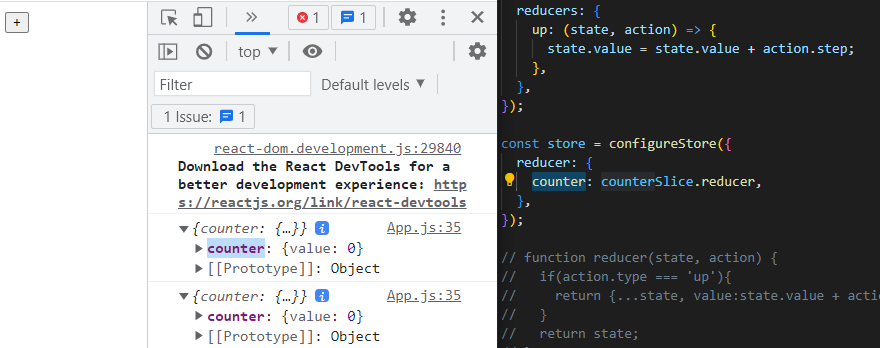 +
1
1
top
Filter
Default levels
1 Issue:
1
react-dom.development.js:29840
Download the React DevTools for a
better development experience: http
s://reactjs.org/link/react-devtools
{counter: {…}} i
App.js:35
counter: {value: 0}
[[Prototype]]: Object
{counter: {…}} i
App.js:35
counter: {value: 0}
[[Prototype]]: Object
reducers: {
up: (state, action) => {
state.value = state.value + action.step;
},
},
});
const store = configureStore({
reducer: {
counter: counterSlice.reducer,
},
});
// function reducer(state, action) {
//   if(action.type === 'up'){
//     return {...state, value:state.value + actio
//   }
//   return state;